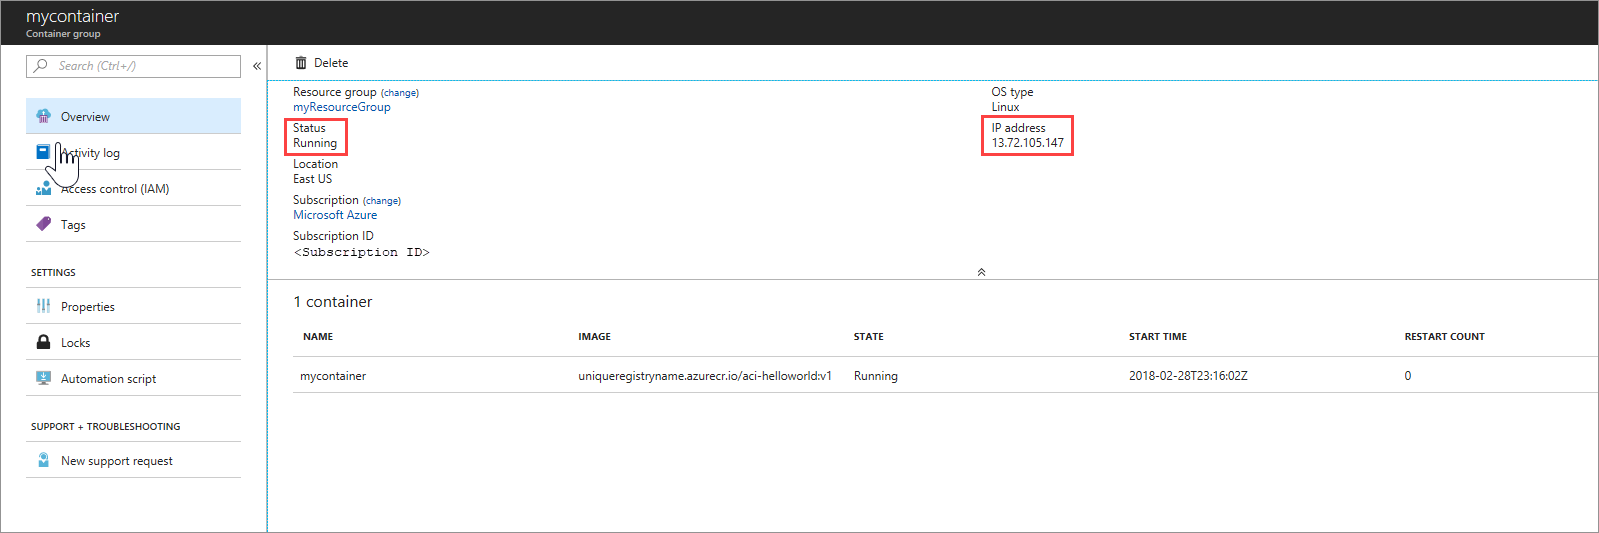 mycontainer
Container group
Search (Ctrl+/)
«
Overview
Activity log
Access control (IAM)
Tags
SETTINGS
Properties
Locks
Automation script
SUPPORT + TROUBLESHOOTING
New support request
Delete
Resource group (change)
myResourceGroup
Status
Running
Location
East US
Subscription (change)
Microsoft Azure
Subscription ID
<Subscription ID>
OS type
Linux
IP address
13.72.105.147
1 container
NAME IMAGE STATE START TIME RESTART COUNT
mycontainer uniqueregistryname.azurecr.io/aci-helloworld:v1 Running 2018-02-28T23:16:02Z 0